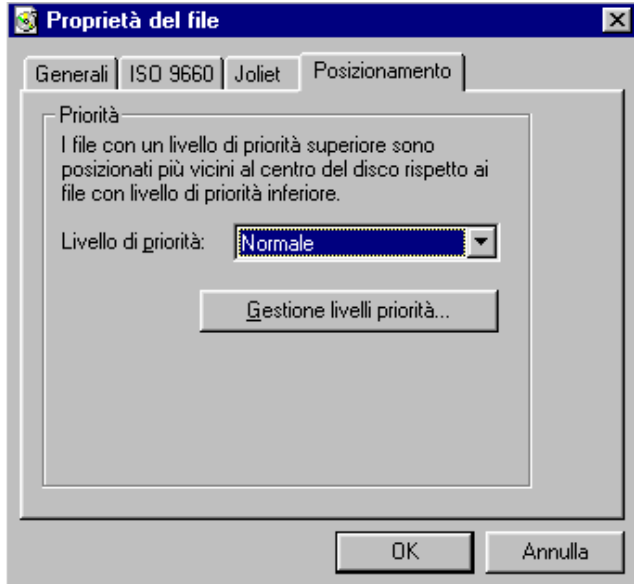 Proprietà del file
Generali ISO 9660 Joliet Posizionamento
Priorità
I file con un livello di priorità superiore sono
posizionati più vicini al centro del disco rispetto ai
file con livello di priorità inferiore.
Livello di priorità: Normale
Gestione livelli priorità...
OK Annulla